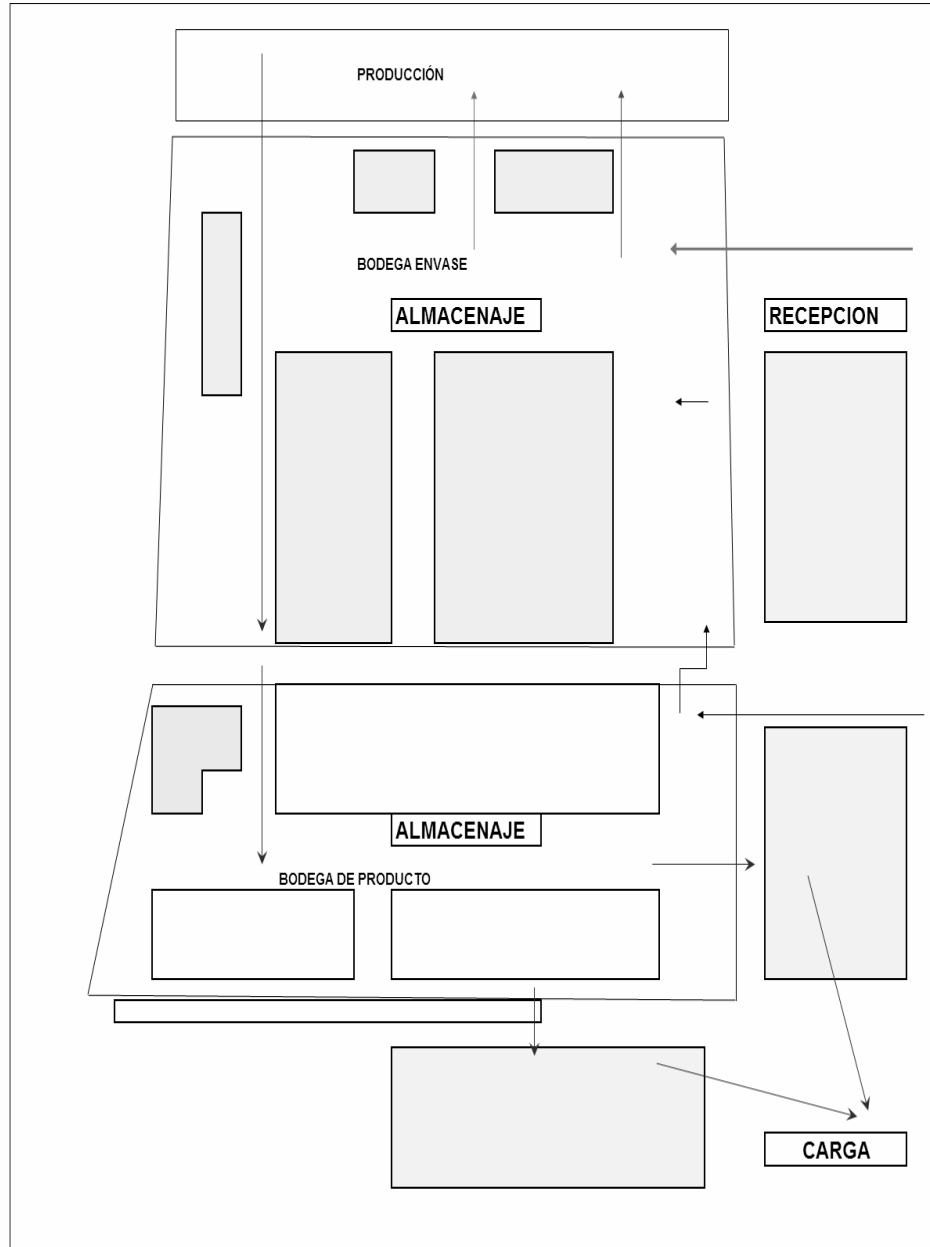 PRODUCCIÓN
BODEGA ENVASE
ALMACENAJE
RECEPCION
ALMACENAJE
BODEGA DE PRODUCTO
CARGA